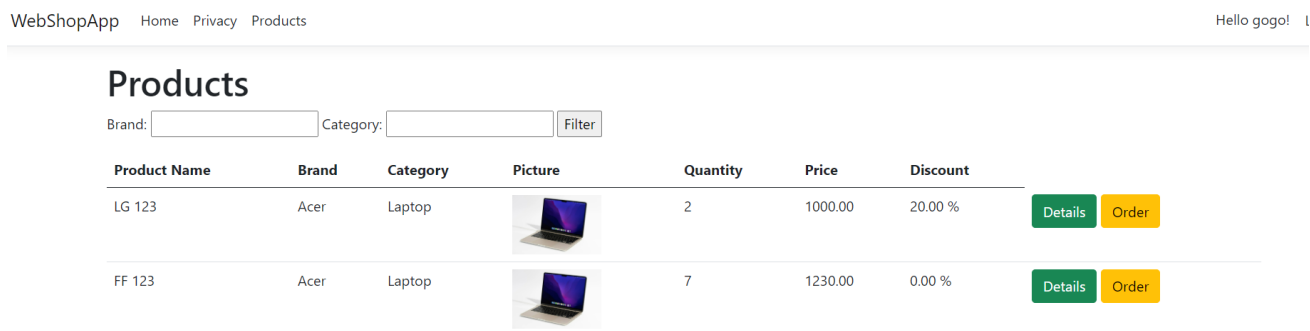 WebShopApp Home Privacy Products Hello gogo!
Products
Brand: Category: Filter
Product Name Brand Category Picture Quantity Price Discount
LG 123 Acer Laptop 2 1000.00 20.00 % Details Order
FF 123 Acer Laptop 7 1230.00 0.00 % Details Order